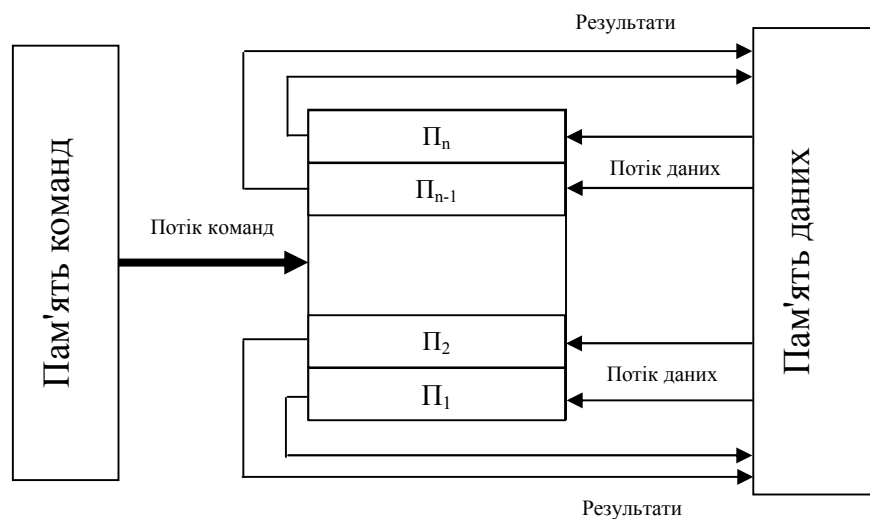 Результати
Пам'ять команд
Пₙ
Потік даних
Пₙ₋₁
Потік команд
Пам'ять даних
П₂
Потік даних
П₁
Результати